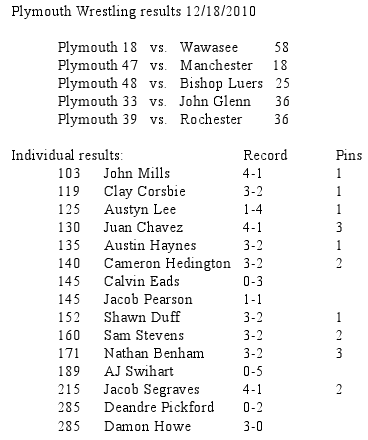 Plymouth Wrestling results 12/18/2010
Plymouth 18 vs. Wawasee 58
Plymouth 47 vs. Manchester 18
Plymouth 48 vs. Bishop Luers 25
Plymouth 33 vs. John Glenn 36
Plymouth 39 vs. Rochester 36
Individual results: Record Pins
103 John Mills 4-1 1
119 Clay Corsbie 3-2 1
125 Austyn Lee 1-4 1
130 Juan Chavez 4-1 3
135 Austin Haynes 3-2 1
140 Cameron Hedington 3-2 2
145 Calvin Eads 0-3
145 Jacob Pearson 1-1
152 Shawn Duff 3-2 1
160 Sam Stevens 3-2 2
171 Nathan Benham 3-2 3
189 AJ Swihart 0-5
215 Jacob Segraves 4-1 2
285 Deandre Pickford 0-2
285 Damon Howe 3-0